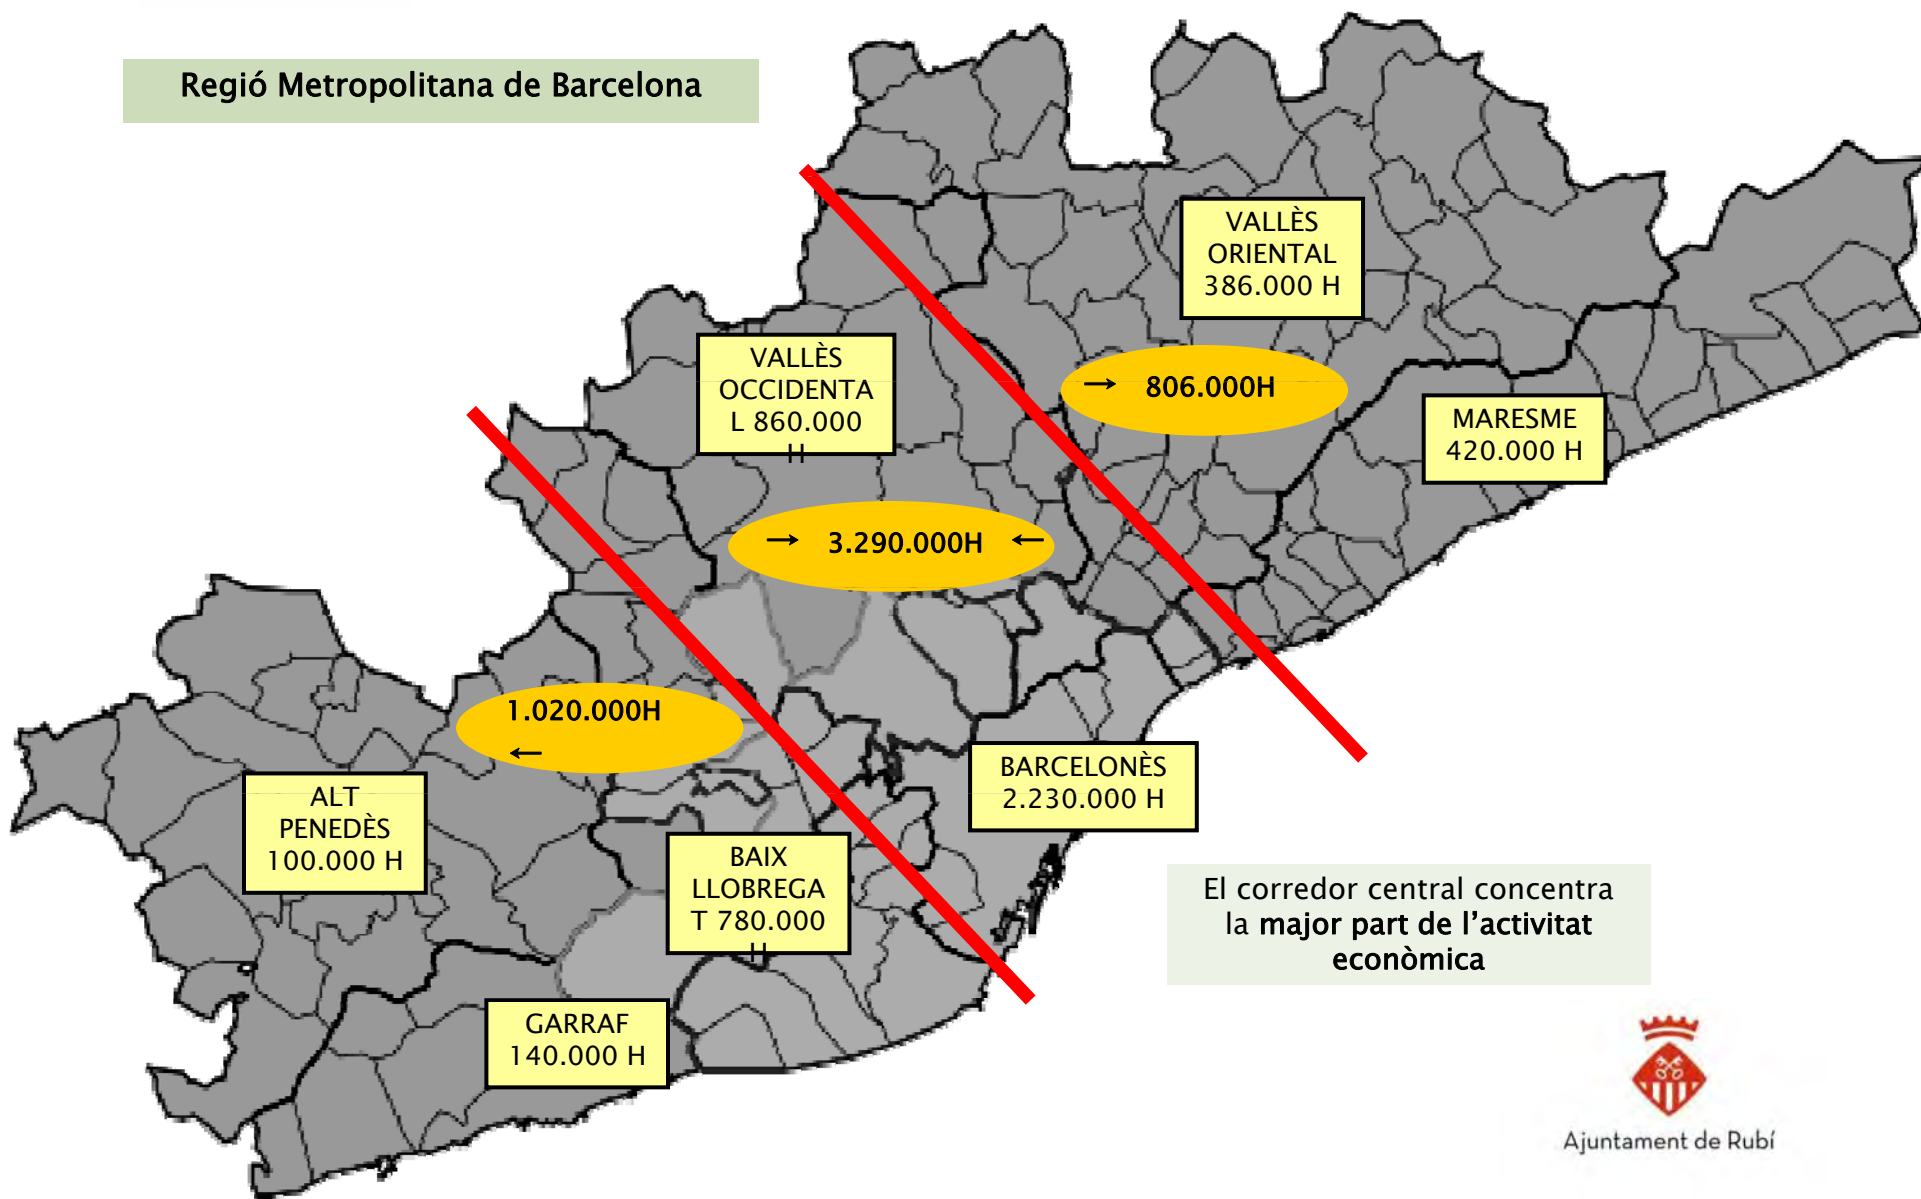 Regió Metropolitana de Barcelona
VALLÈS
ORIENTAL
386.000 H
VALLÈS
OCCIDENTA
L 860.000
H
→ 806.000H
MARESME
420.000 H
→ 3.290.000H ←
1.020.000H
←
BARCELONÈS
2.230.000 H
ALT
PENEDÈS
100.000 H
BAIX
LLOBREGA
T 780.000
H
El corredor central concentra
la major part de l’activitat
econòmica
GARRAF
140.000 H
Ajuntament de Rubí